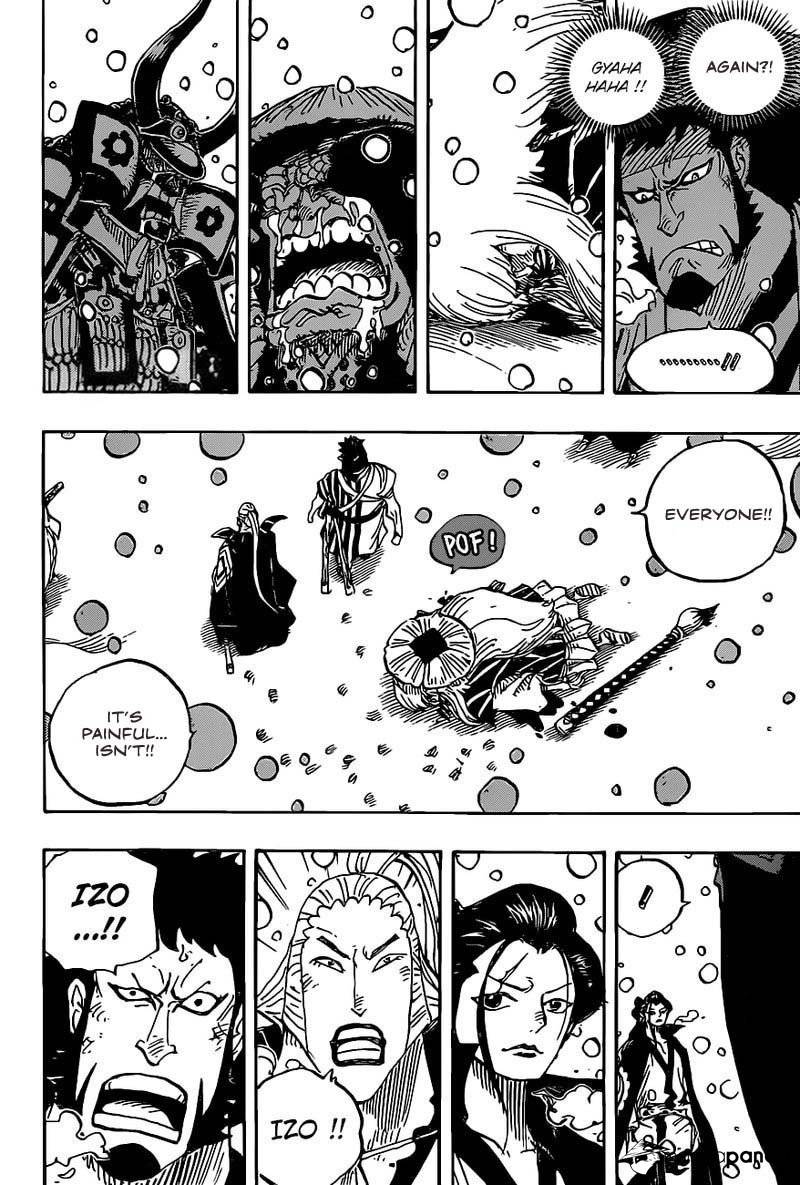 AGAIN?!
GYAHA
HAHA !!
..........!!
EVERYONE!!
POF!
IT'S
PAINFUL...
ISN'T!!
!
IZO !!
IZO
...!!